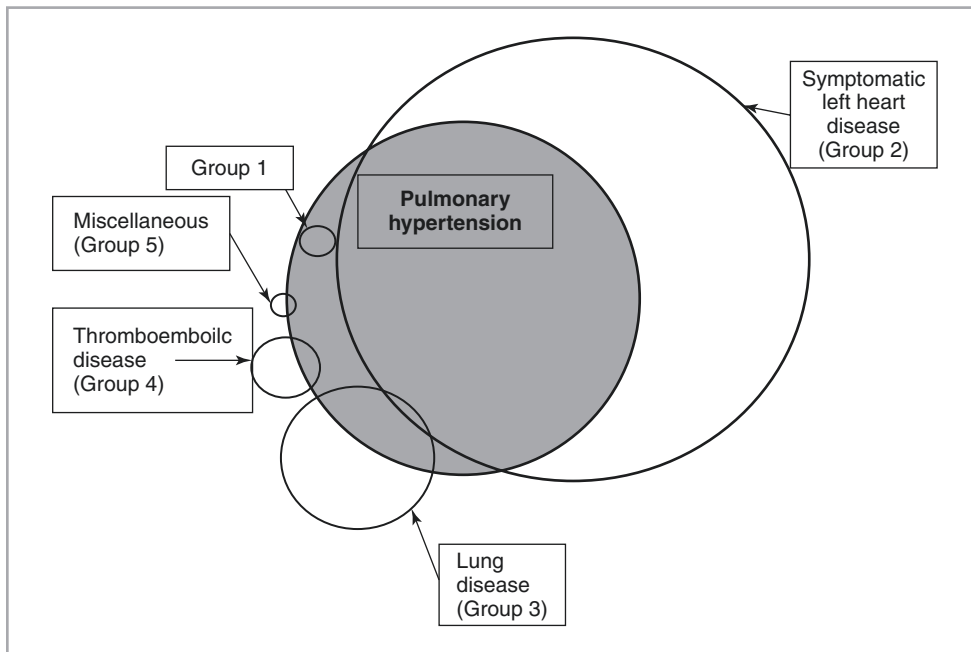 Symptomatic
left heart
disease
(Group 2)
Group 1
Pulmonary
hypertension
Miscellaneous
(Group 5)
Thromboemboilc
disease
(Group 4)
Lung
disease
(Group 3)